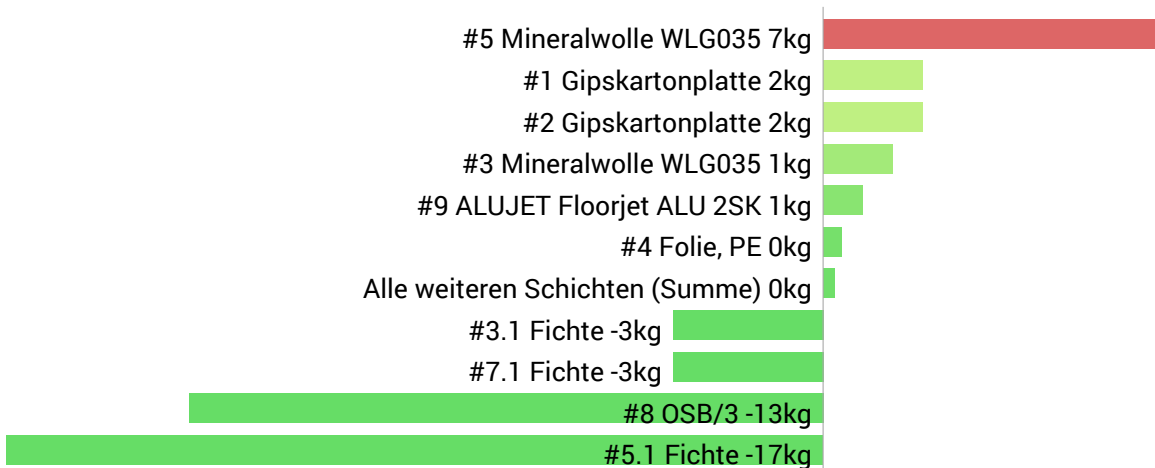 #5 Mineralwolle WLG035 7kg
#1 Gipskartonplatte 2kg
#2 Gipskartonplatte 2kg
#3 Mineralwolle WLG035 1kg
#9 ALUJET Floorjet ALU 2SK 1kg
#4 Folie, PE 0kg
Alle weiteren Schichten (Summe) 0kg
#3.1 Fichte -3kg
#7.1 Fichte -3kg
#8 OSB/3 -13kg
#5.1 Fichte -17kg